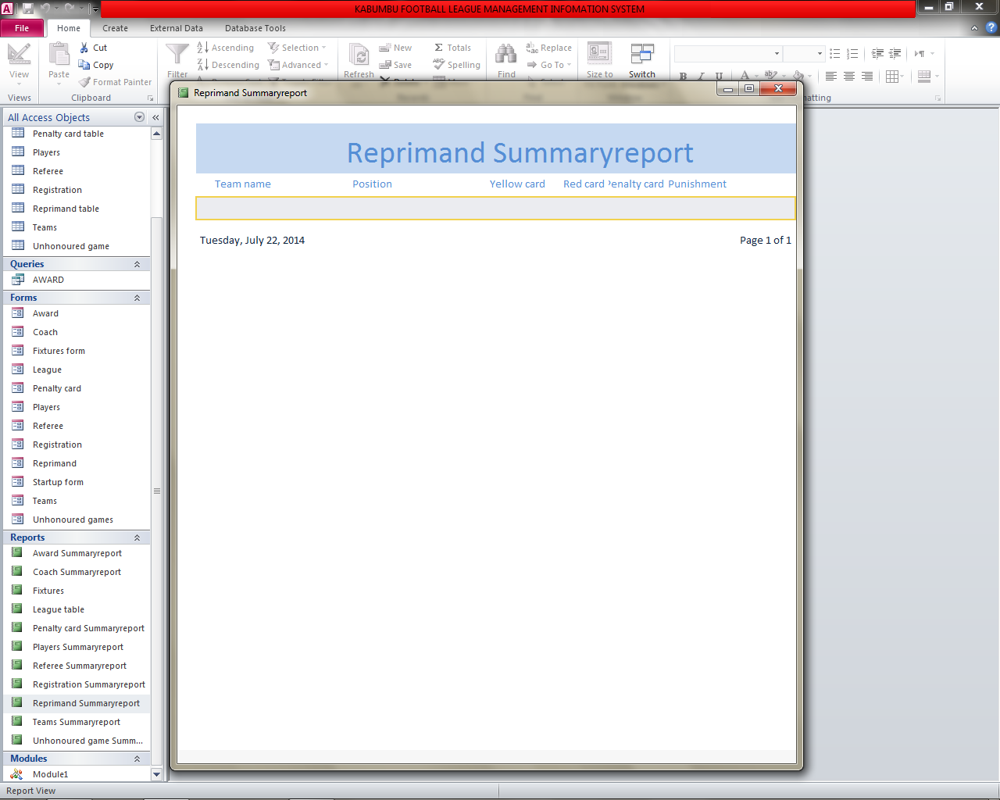 KABUMBU FOOTBALL LEAGUE MANAGEMENT INFOMATION SYSTEM
File Home Create External Data Database Tools
View
Views
Paste
Cut
Copy
Format Painter
Clipboard
Filter
Ascending
Descending
Selection
Advanced
Refresh
New
Save
Totals
Spelling
Find
Replace
Go To
Size to
Switch
All Access Objects
Penalty card table
Players
Referee
Registration
Reprimand table
Teams
Unhonoured game
Queries
AWARD
Forms
Award
Coach
Fixtures form
League
Penalty card
Players
Referee
Registration
Reprimand
Startup form
Teams
Unhonoured games
Reports
Award Summaryreport
Coach Summaryreport
Fixtures
League table
Penalty card Summaryreport
Players Summaryreport
Referee Summaryreport
Registration Summaryreport
Reprimand Summaryreport
Teams Summaryreport
Unhonoured game Summ...
Modules
Module1
Reprimand Summaryreport
Reprimand Summaryreport
Team name Position Yellow card Red card enalty card Punishment
Tuesday, July 22, 2014 Page 1 of 1
Report View